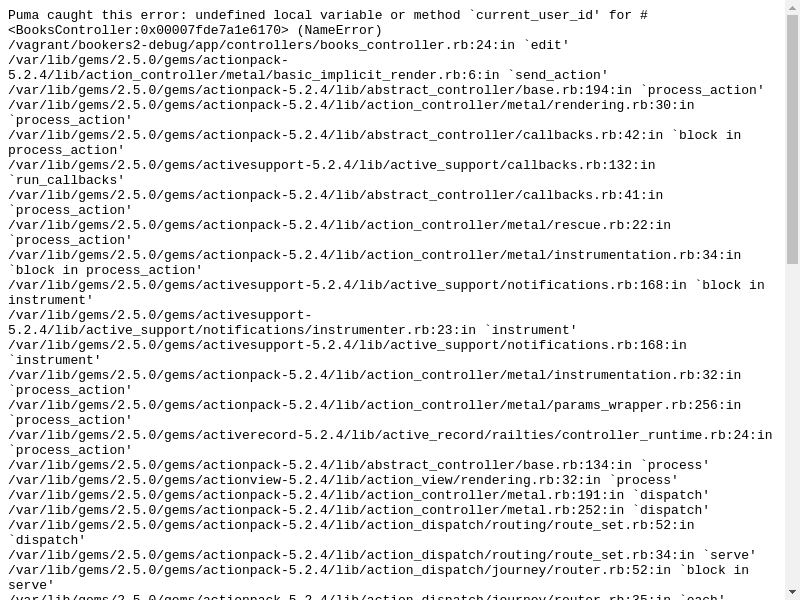 Puma caught this error: undefined local variable or method `current_user_id' for #
<BooksController:0x00007fde7a1e6170> (NameError)
/vagrant/bookers2-debug/app/controllers/books_controller.rb:24:in `edit'
/var/lib/gems/2.5.0/gems/actionpack-
5.2.4/lib/action_controller/metal/basic_implicit_render.rb:6:in `send_action'
/var/lib/gems/2.5.0/gems/actionpack-5.2.4/lib/abstract_controller/base.rb:194:in `process_action'
/var/lib/gems/2.5.0/gems/actionpack-5.2.4/lib/action_controller/metal/rendering.rb:30:in
`process_action'
/var/lib/gems/2.5.0/gems/actionpack-5.2.4/lib/abstract_controller/callbacks.rb:42:in `block in
process_action'
/var/lib/gems/2.5.0/gems/activesupport-5.2.4/lib/active_support/callbacks.rb:132:in
`run_callbacks'
/var/lib/gems/2.5.0/gems/actionpack-5.2.4/lib/abstract_controller/callbacks.rb:41:in
`process_action'
/var/lib/gems/2.5.0/gems/actionpack-5.2.4/lib/action_controller/metal/rescue.rb:22:in
`process_action'
/var/lib/gems/2.5.0/gems/actionpack-5.2.4/lib/action_controller/metal/instrumentation.rb:34:in
`block in process_action'
/var/lib/gems/2.5.0/gems/activesupport-5.2.4/lib/active_support/notifications.rb:168:in `block in
instrument'
/var/lib/gems/2.5.0/gems/activesupport-
5.2.4/lib/active_support/notifications/instrumenter.rb:23:in `instrument'
/var/lib/gems/2.5.0/gems/activesupport-5.2.4/lib/active_support/notifications.rb:168:in
`instrument'
/var/lib/gems/2.5.0/gems/actionpack-5.2.4/lib/action_controller/metal/instrumentation.rb:32:in
`process_action'
/var/lib/gems/2.5.0/gems/actionpack-5.2.4/lib/action_controller/metal/params_wrapper.rb:256:in
`process_action'
/var/lib/gems/2.5.0/gems/activerecord-5.2.4/lib/active_record/railties/controller_runtime.rb:24:in
`process_action'
/var/lib/gems/2.5.0/gems/actionpack-5.2.4/lib/abstract_controller/base.rb:134:in `process'
/var/lib/gems/2.5.0/gems/actionview-5.2.4/lib/action_view/rendering.rb:32:in `process'
/var/lib/gems/2.5.0/gems/actionpack-5.2.4/lib/action_controller/metal.rb:191:in `dispatch'
/var/lib/gems/2.5.0/gems/actionpack-5.2.4/lib/action_controller/metal.rb:252:in `dispatch'
/var/lib/gems/2.5.0/gems/actionpack-5.2.4/lib/action_dispatch/routing/route_set.rb:52:in
`dispatch'
/var/lib/gems/2.5.0/gems/actionpack-5.2.4/lib/action_dispatch/routing/route_set.rb:34:in `serve'
/var/lib/gems/2.5.0/gems/actionpack-5.2.4/lib/action_dispatch/journey/router.rb:52:in `block in
serve'
/var/lib/gems/2.5.0/gems/actionpack-5.2.4/lib/action_dispatch/journey/router.rb:35:in `each'